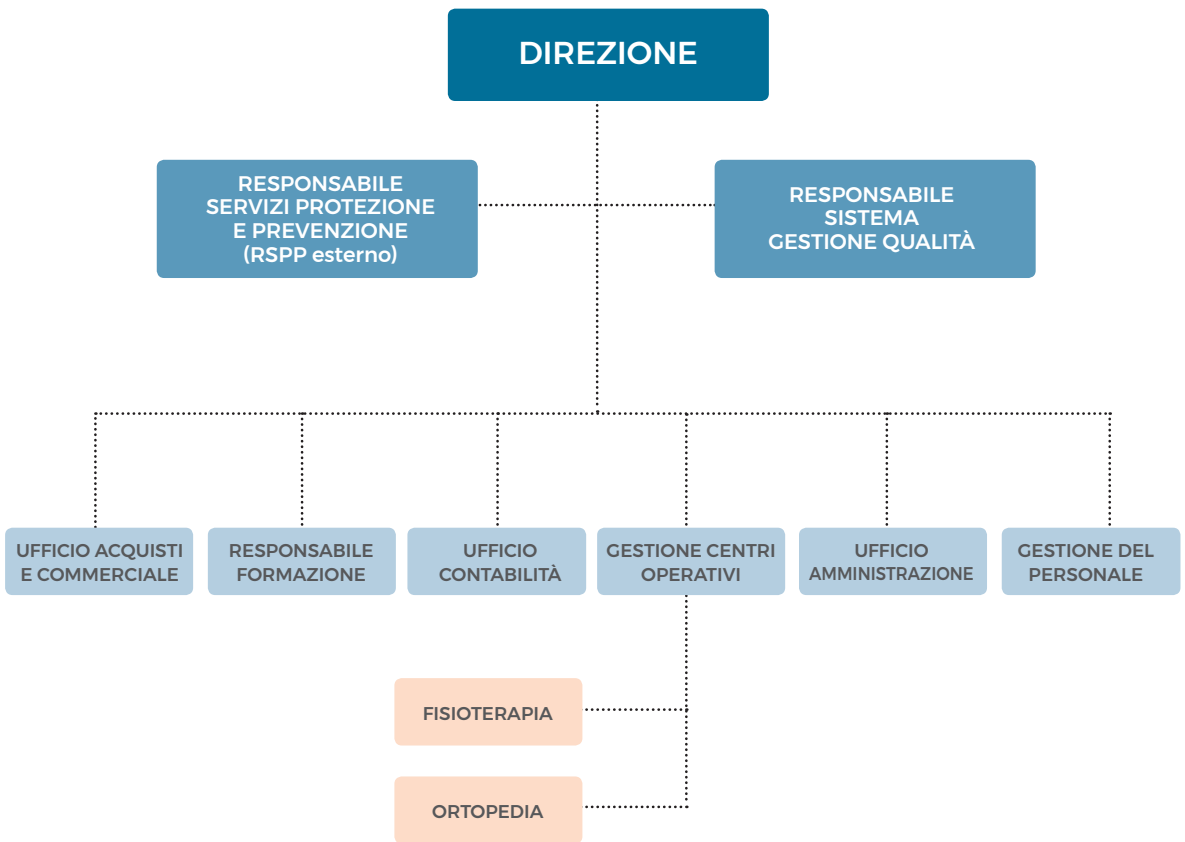 DIREZIONE
RESPONSABILE
SERVIZI PROTEZIONE
E PREVENZIONE
(RSPP esterno)
RESPONSABILE
SISTEMA
GESTIONE QUALITÀ
UFFICIO ACQUISTI
E COMMERCIALE
RESPONSABILE
FORMAZIONE
UFFICIO
CONTABILITÀ
GESTIONE CENTRI
OPERATIVI
UFFICIO
AMMINISTRAZIONE
GESTIONE DEL
PERSONALE
FISIOTERAPIA
ORTOPEDIA